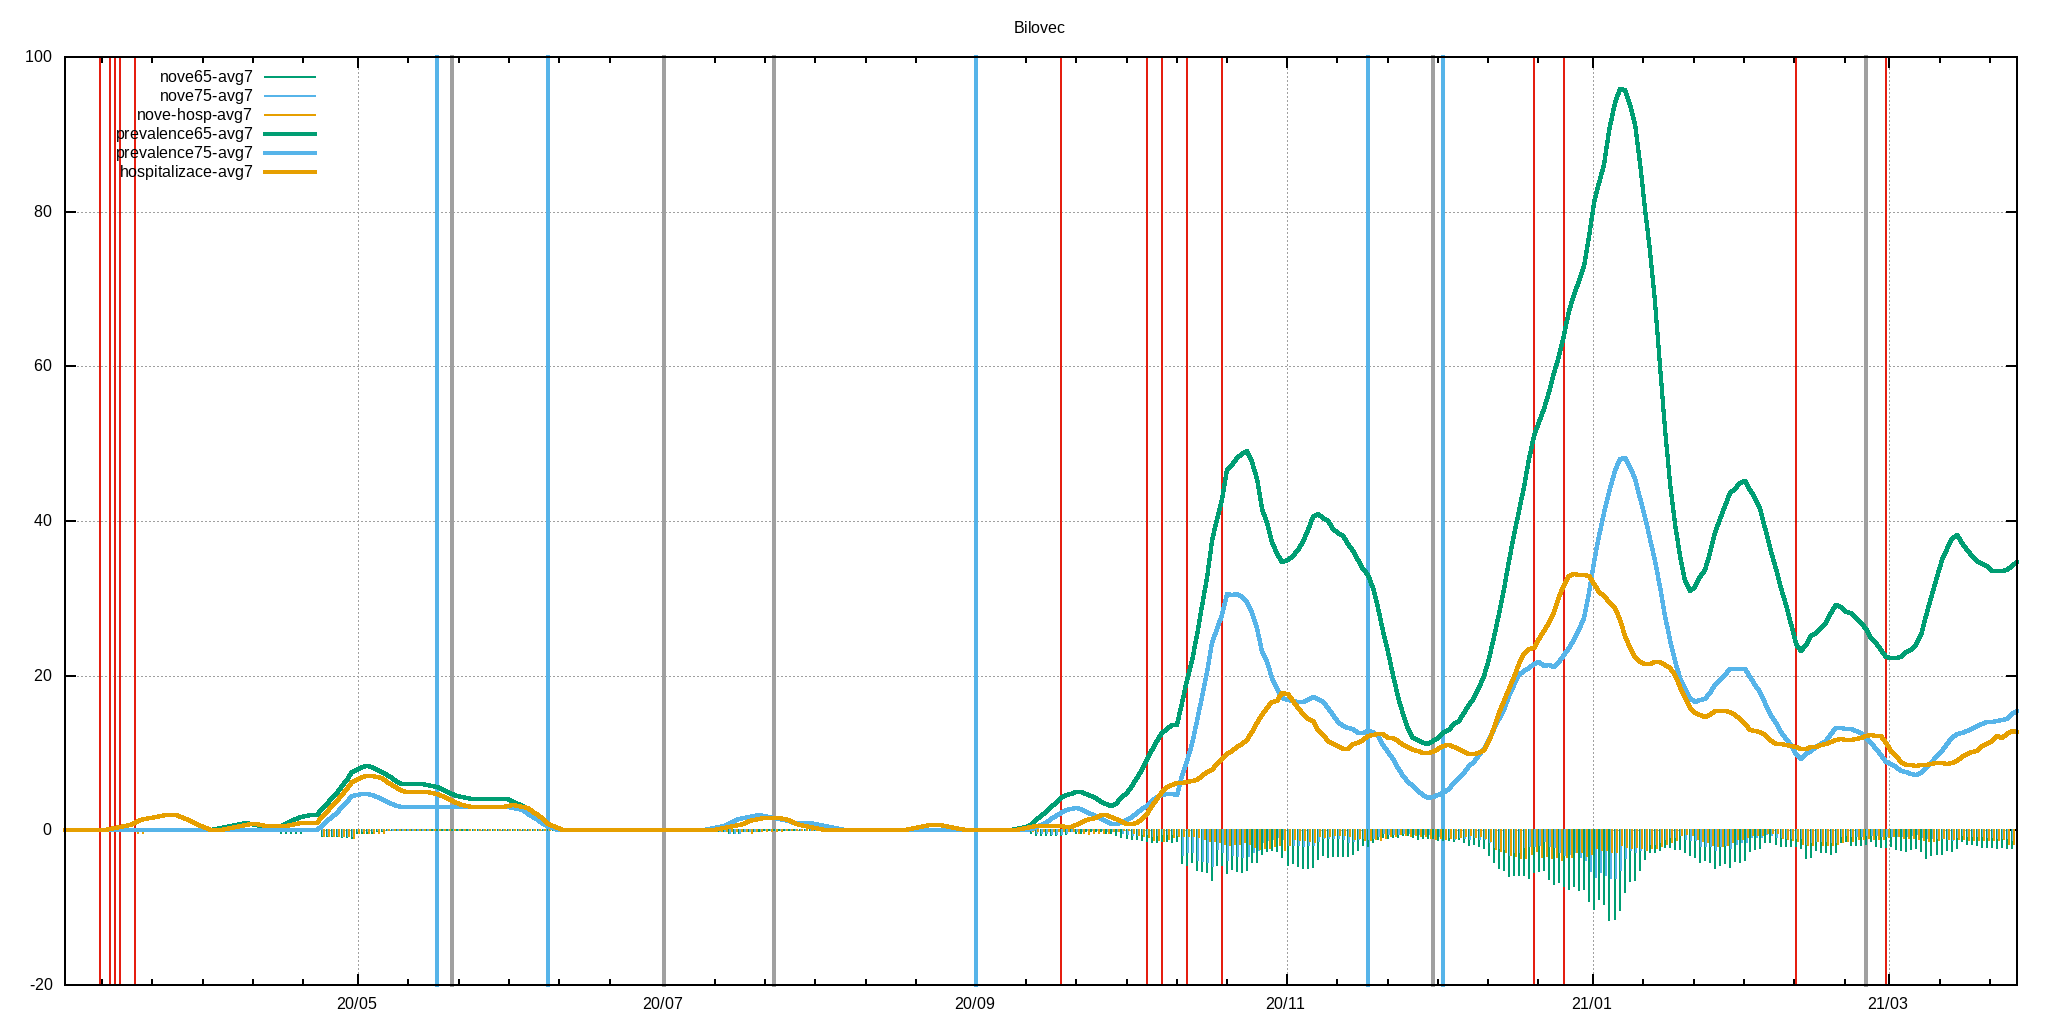 Bilovec
100
nove65-avg7
nove75-avg7
nove-hosp-avg7
prevalence65-avg7
prevalence75-avg7
hospitalizace-avg7
80
60
40
20
0
-20
20/05 20/07 20/09 20/11 21/01 21/03